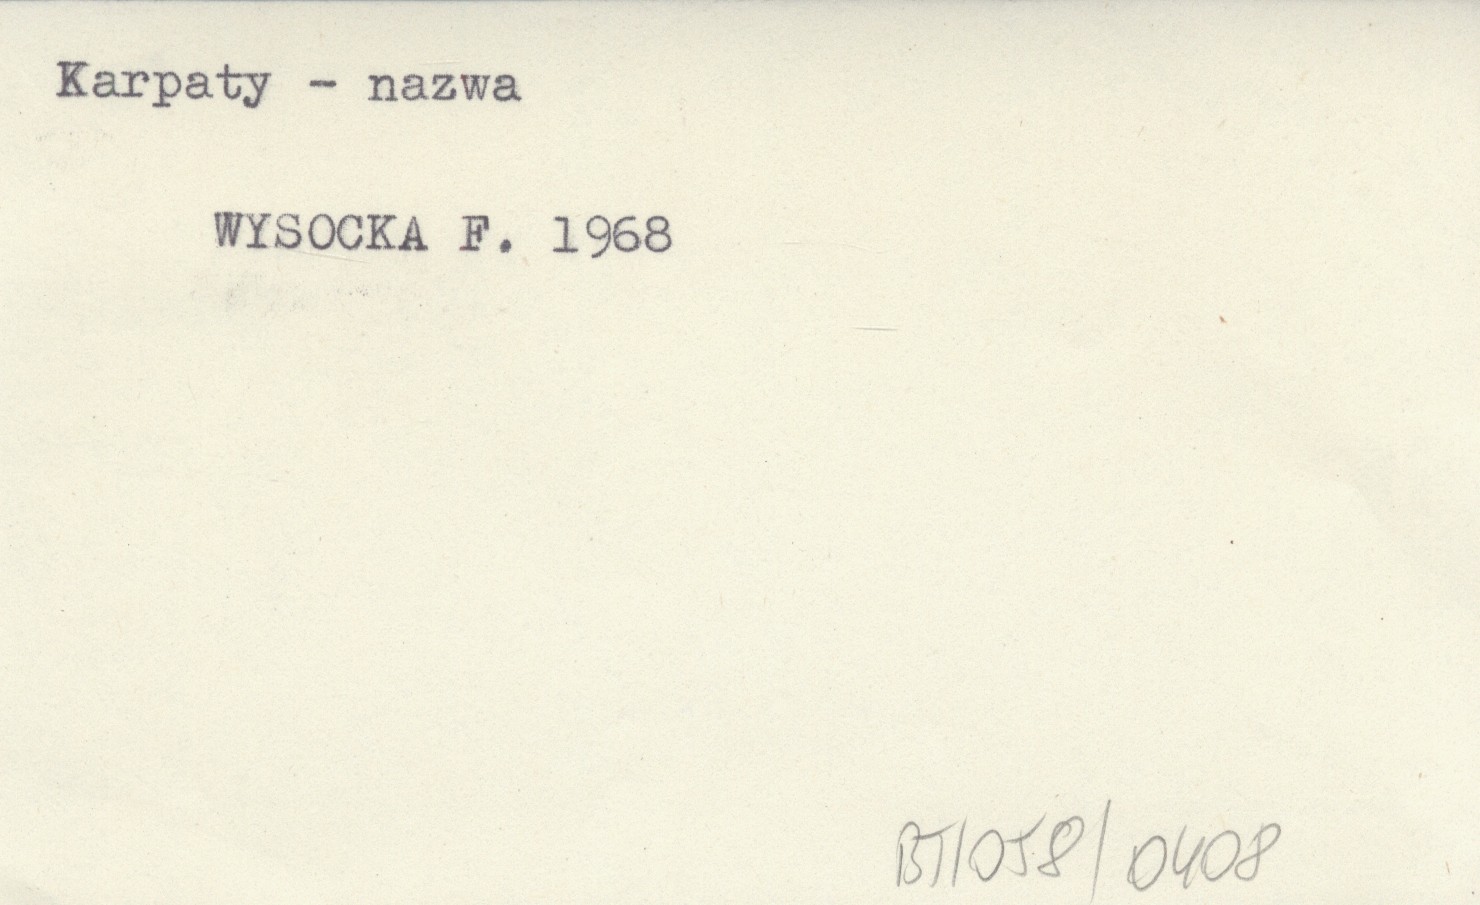 Karpaty - nazwa
WYSOCKA F. 1968
BT/058/0408